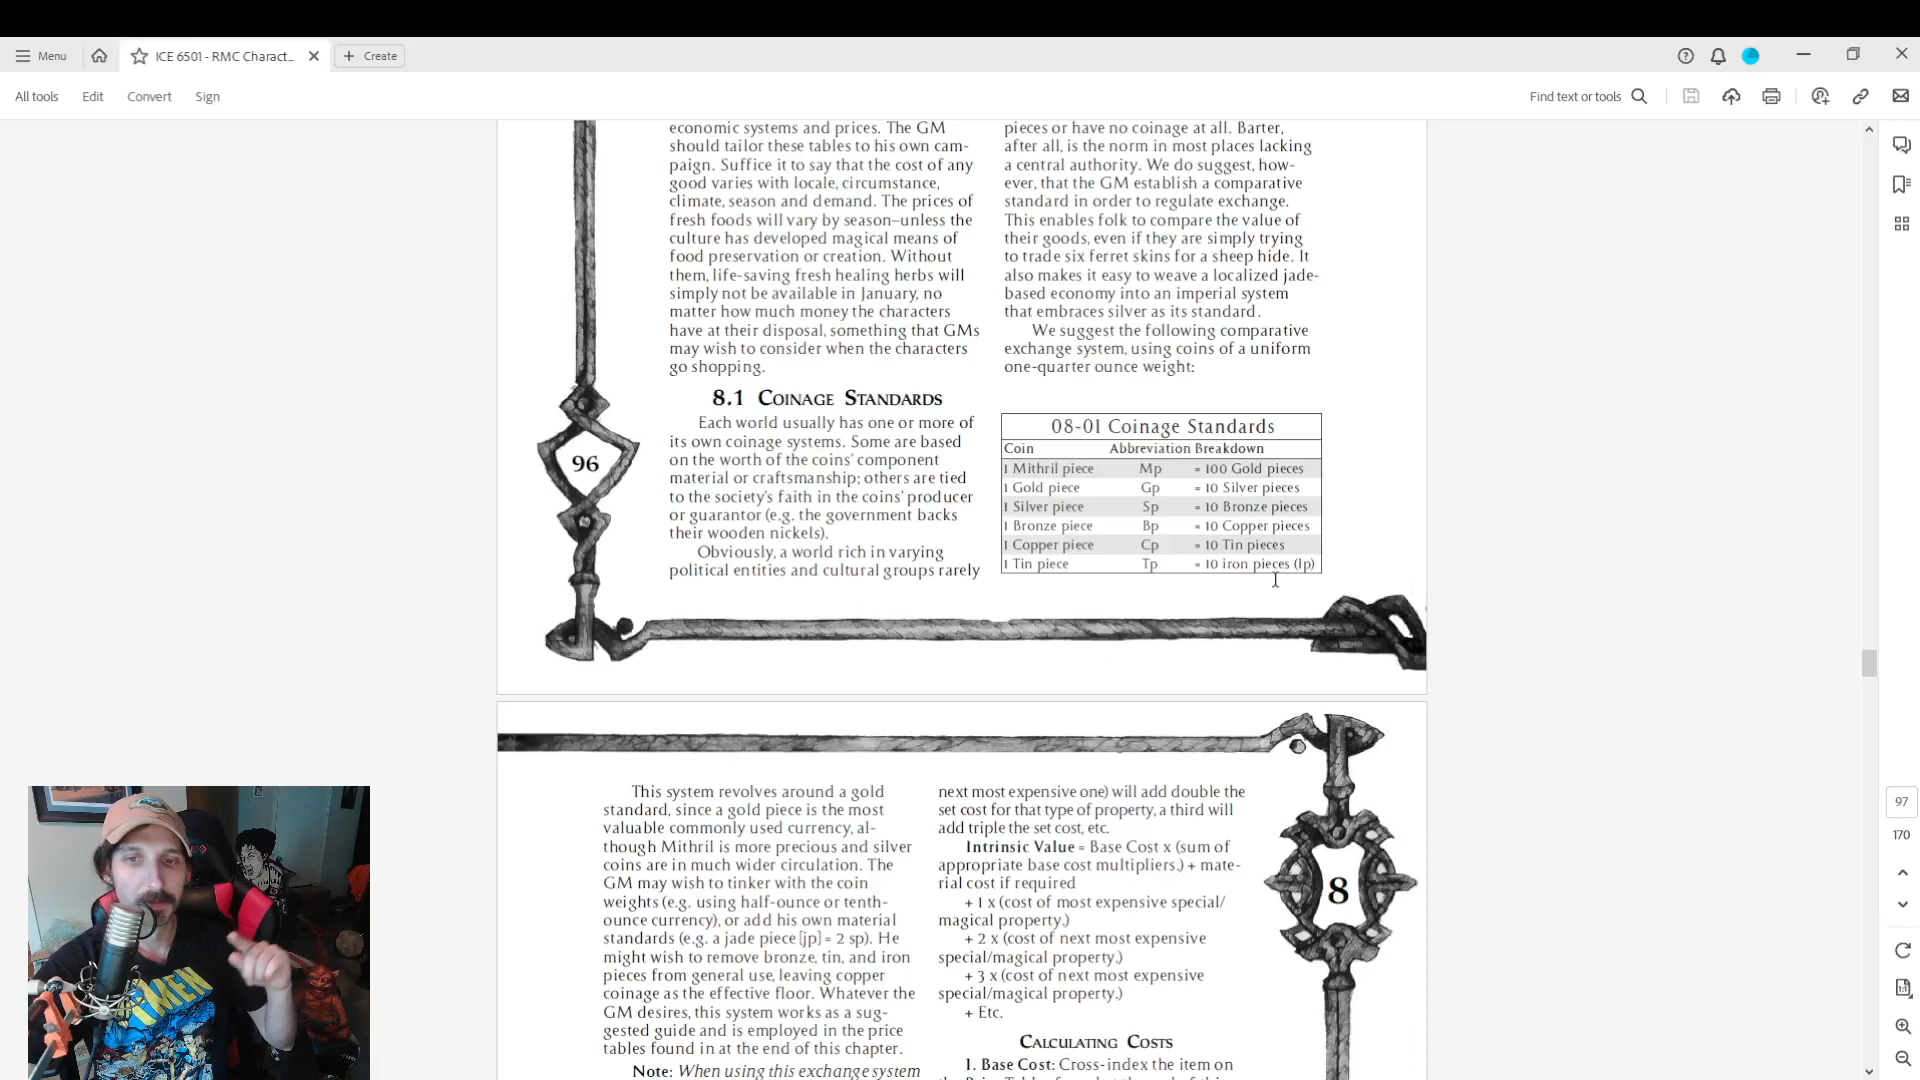 Menu
ICE 6501 - RMC Charact...
Create
All tools
Edit
Convert
Sign
Find text or tools
economic systems and prices. The GM
should tailor these tables to his own cam-
paign. Suffice it to say that the cost of any
good varies with locale, circumstance,
climate, season and demand. The prices of
fresh foods will vary by season–unless the
culture has developed magical means of
food preservation or creation. Without
them, life-saving fresh healing herbs will
simply not be available in January, no
matter how much money the characters
have at their disposal, something that GMs
may wish to consider when the characters
go shopping.
8.1 Coinage Standards
Each world usually has one or more of
its own coinage systems. Some are based
on the worth of the coins' component
material or craftsmanship; others are tied
to the society's faith in the coins' producer
or guarantor (e.g. the government backs
their wooden nickels).
Obviously, a world rich in varying
political entities and cultural groups rarely
96
pieces or have no coinage at all. Barter,
after all, is the norm in most places lacking
a central authority. We do suggest, how-
ever, that the GM establish a comparative
standard in order to regulate exchange.
This enables folk to compare the value of
their goods, even if they are simply trying
to trade six ferret skins for a sheep hide. It
also makes it easy to weave a localized jade-
based economy into an imperial system
that embraces silver as its standard.
We suggest the following comparative
exchange system, using coins of a uniform
one-quarter ounce weight:
08-01 Coinage Standards
Coin Abbreviation Breakdown
1 Mithril piece Mp = 100 Gold pieces
1 Gold piece Gp = 10 Silver pieces
1 Silver piece Sp = 10 Bronze pieces
1 Bronze piece Bp = 10 Copper pieces
1 Copper piece Cp = 10 Tin pieces
1 Tin piece Tp = 10 iron pieces (Ip)
This system revolves around a gold
standard, since a gold piece is the most
valuable commonly used currency, al-
though Mithril is more precious and silver
coins are in much wider circulation. The
GM may wish to tinker with the coin
weights (e.g. using half-ounce or tenth-
ounce currency), or add his own material
standards (e.g. a jade piece [jp] = 2 sp). He
might wish to remove bronze, tin, and iron
pieces from general use, leaving copper
coinage as the effective floor. Whatever the
GM desires, this system works as a sug-
gested guide and is employed in the price
tables found in at the end of this chapter.
Note: When using this exchange system
next most expensive one) will add double the
set cost for that type of property, a third will
add triple the set cost, etc.
Intrinsic Value = Base Cost x (sum of
appropriate base cost multipliers.) + mate-
rial cost if required
+ 1 x (cost of most expensive special/
magical property.)
+ 2 x (cost of next most expensive
special/magical property.)
+ 3 x (cost of next most expensive
special/magical property.)
+ Etc.
Calculating Costs
1. Base Cost: Cross-index the item on
8
97
170